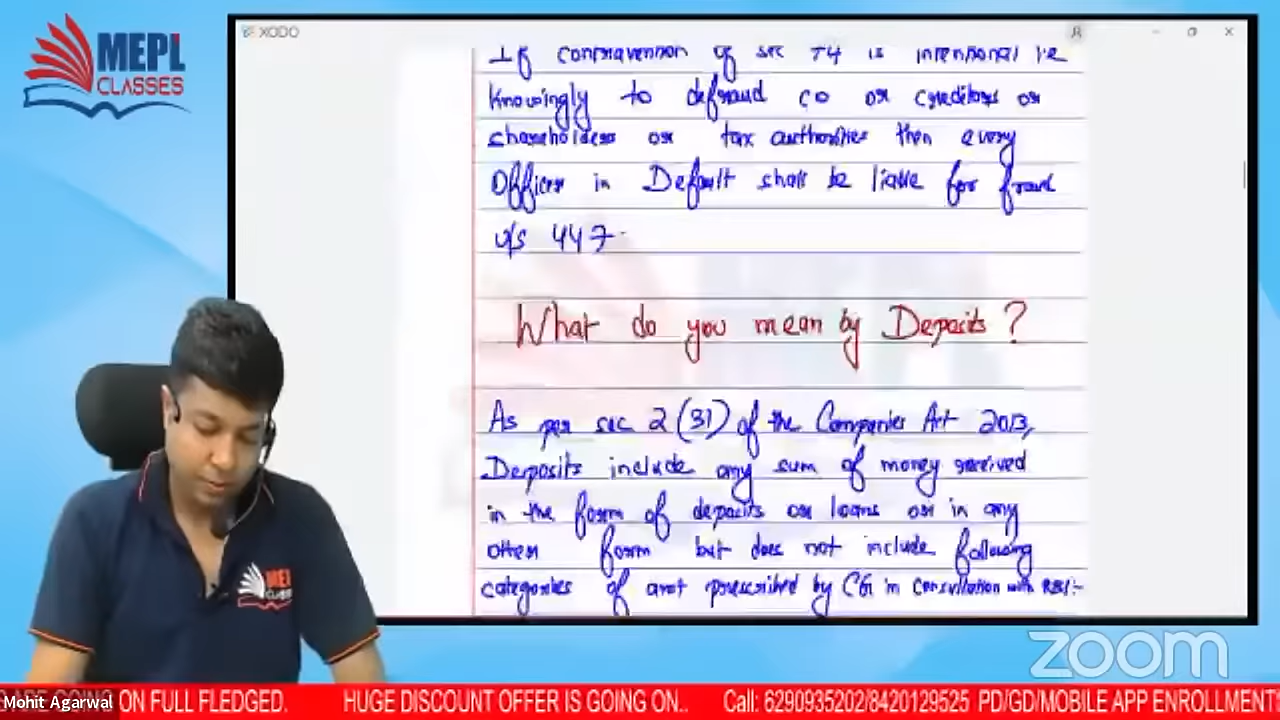 MEPL
CLASSES
XODO
If contravention of sec 74 is intentional i.e
knowingly to defraud co or creditors or
shareholders or tax authorities then every
Officer in Default shall be liable for fraud
u/s 447.
What do you mean by Deposits ?
As per sec 2 (31) of the Companies Act 2013,
Deposits include any sum of money received
in the form of deposits or loans or in any
other form but does not include following
categories of amt prescribed by CG in consultation with RBI:-
MEPL
CLASSES
zoom
Mohit Agarwal
ARE GOING ON FULL FLEDGED. HUGE DISCOUNT OFFER IS GOING ON.. Call: 6290935202/8420129525 PD/GD/MOBILE APP ENROLLMENT